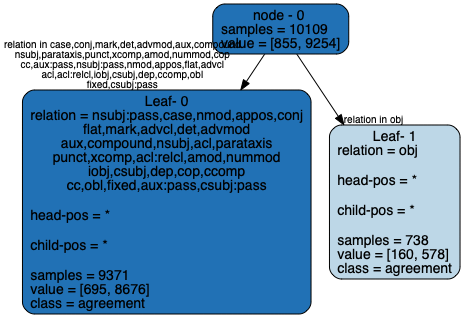 node - 0
samples = 10109
value = [855, 9254]
relation in case,conj,mark,det,advmod,aux,compound
nsubj,parataxis,punct,xcomp,amod,nummod,cop
cc,aux:pass,nsubj:pass,nmod,appos,flat,advcl
acl,acl:relcl,iobj,csubj,dep,ccomp,obl
fixed,csubj:pass
relation in obj
Leaf- 0
relation = nsubj:pass,case,nmod,appos,conj
flat,mark,advcl,det,advmod
aux,compound,nsubj,acl,parataxis
punct,xcomp,acl:relcl,amod,nummod
iobj,csubj,dep,cop,ccomp
cc,obl,fixed,aux:pass,csubj:pass
head-pos = *
child-pos = *
samples = 9371
value = [695, 8676]
class = agreement
Leaf- 1
relation = obj
head-pos = *
child-pos = *
samples = 738
value = [160, 578]
class = agreement